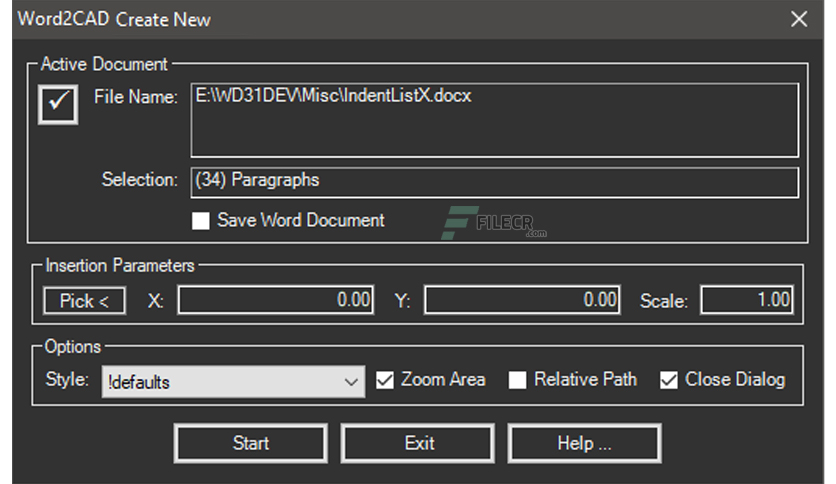 Word2CAD Create New
Active Document
File Name: E:\WD31DEV\Misc\IndentListX.docx
Selection: (34) Paragraphs
Save Word Document
FILECR
.com
Insertion Parameters
Pick < X: 0.00 Y: 0.00 Scale: 1.00
Options
Style: !defaults Zoom Area Relative Path Close Dialog
Start Exit Help ...